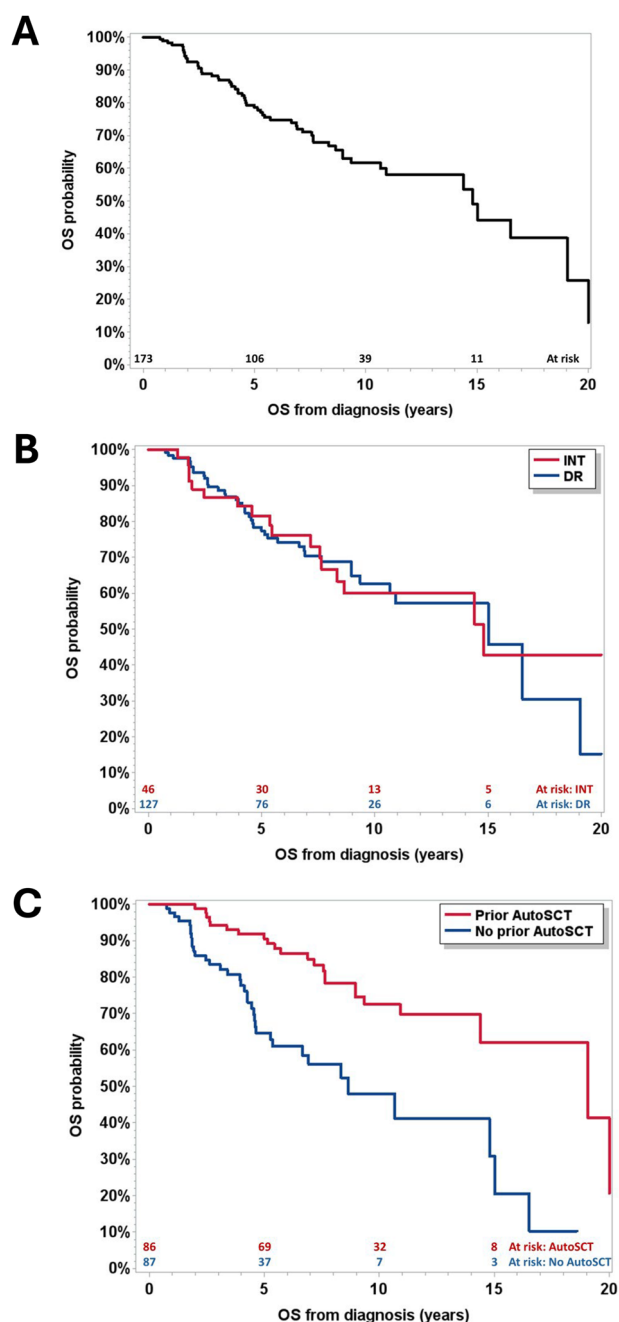 A
100%
90%
80%
70%
60%
50%
40%
30%
20%
10%
0%
OS probability
173 106 39 11 At risk
0 5 10 15 20
OS from diagnosis (years)
B
INT
DR
100%
90%
80%
70%
60%
50%
40%
30%
20%
10%
0%
OS probability
46 30 13 5 At risk: INT
127 76 26 6 At risk: DR
0 5 10 15 20
OS from diagnosis (years)
C
Prior AutoSCT
No prior AutoSCT
100%
90%
80%
70%
60%
50%
40%
30%
20%
10%
0%
OS probability
86 69 32 8 At risk: AutoSCT
87 37 7 3 At risk: No AutoSCT
0 5 10 15 20
OS from diagnosis (years)